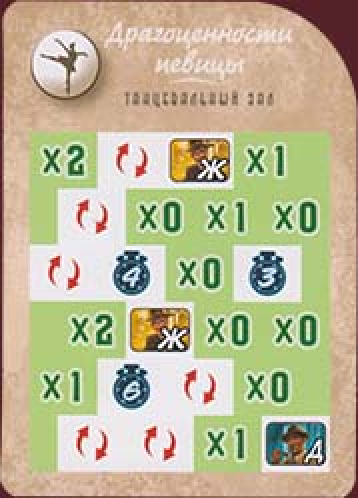 Драгоценности
певицы
ТАНЦЕВАЛЬНЫЙ ЗАЛ
X2 Ж X1
X0 X1 X0
4 X0 3
X2 Ж X0 X0
X1 6 X0
X1 Д